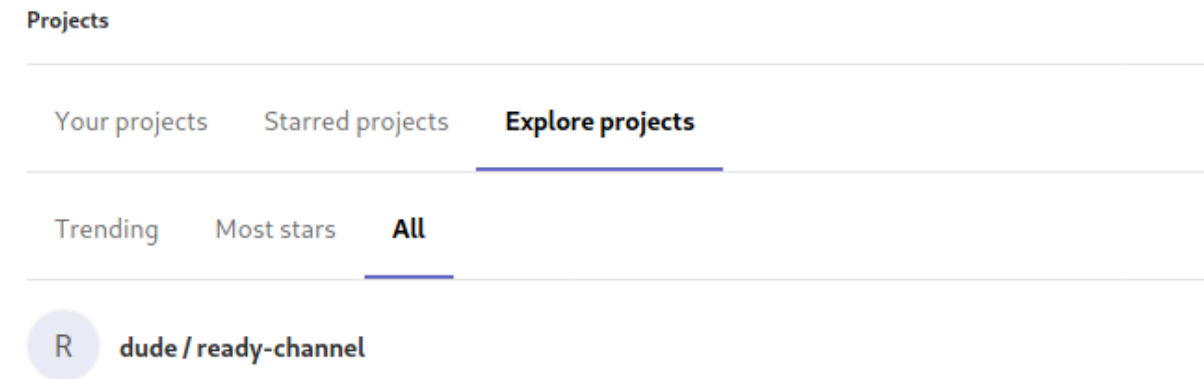 Projects
Your projects Starred projects Explore projects
Trending Most stars All
R dude / ready-channel